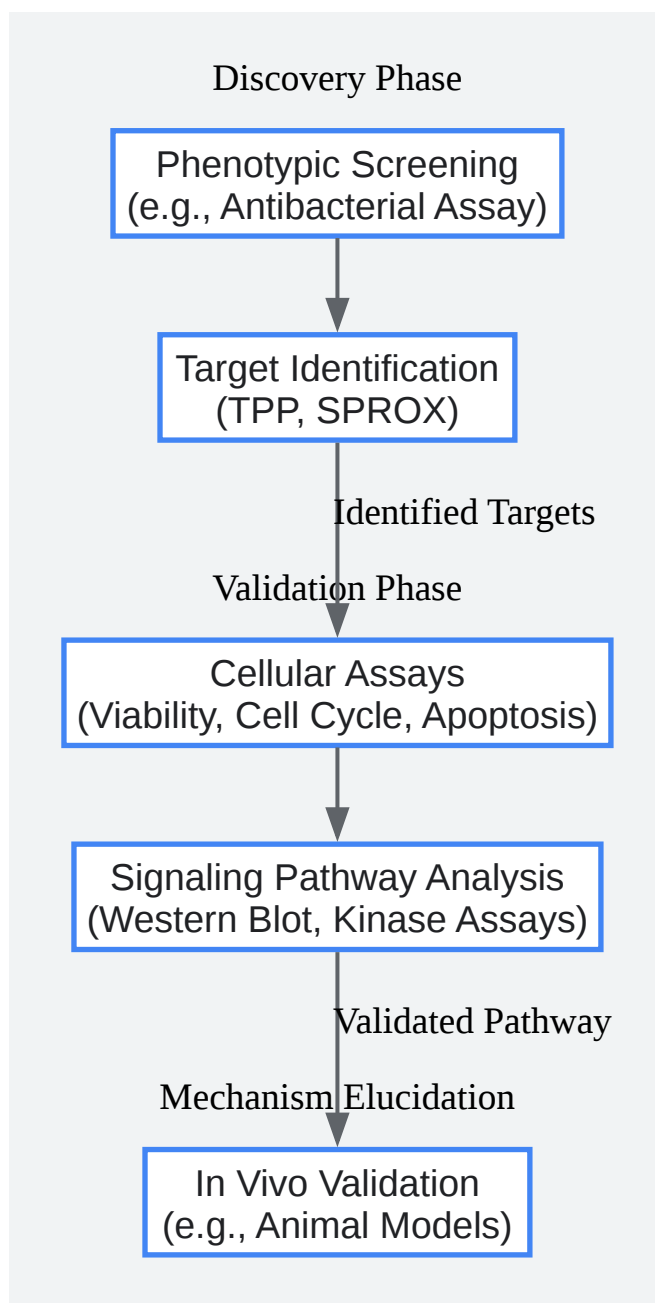 Discovery Phase
Phenotypic Screening
(e.g., Antibacterial Assay)
Target Identification
(TPP, SPROX)
Identified Targets
Validation Phase
Cellular Assays
(Viability, Cell Cycle, Apoptosis)
Signaling Pathway Analysis
(Western Blot, Kinase Assays)
Validated Pathway
Mechanism Elucidation
In Vivo Validation
(e.g., Animal Models)